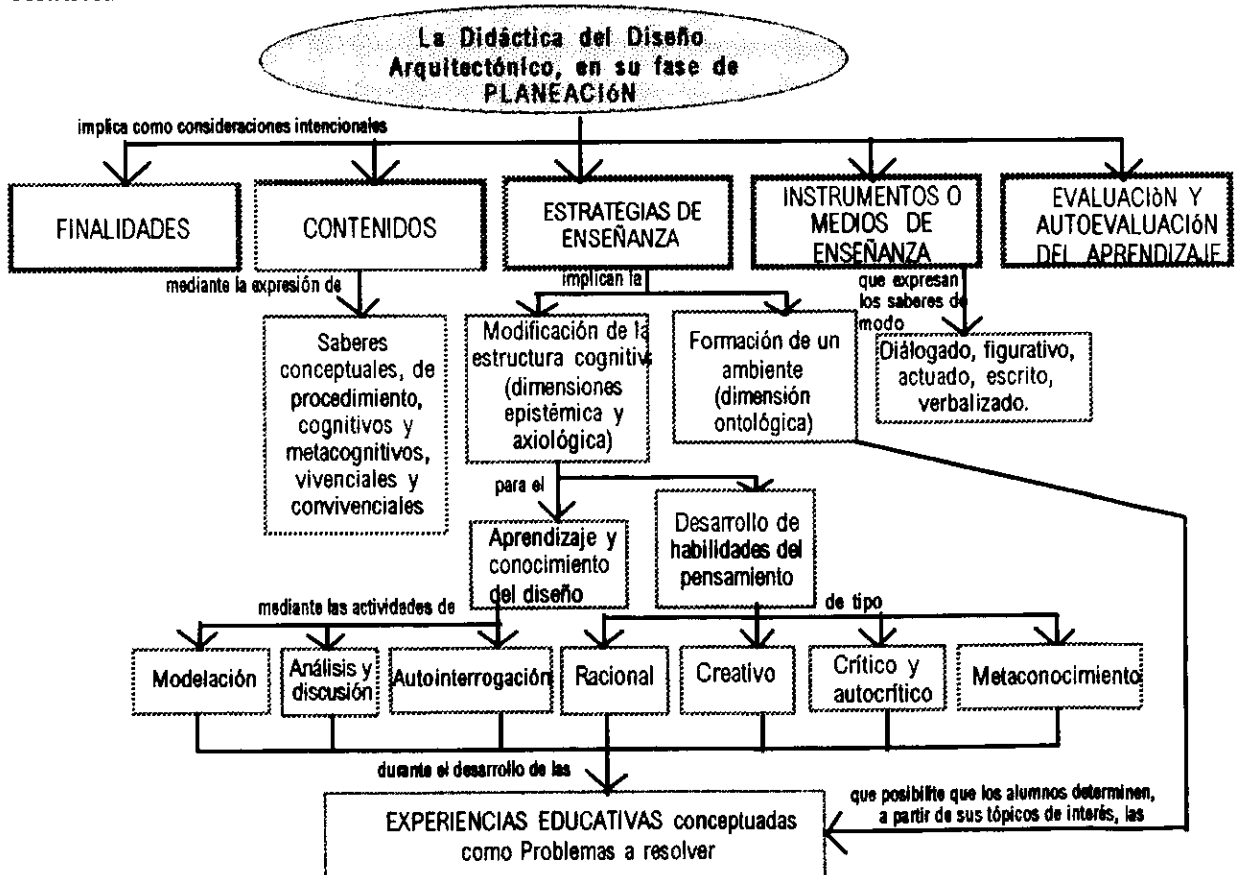 La Didáctica del Diseño
Arquitectónico, en su fase de
PLANEACIóN
implica como consideraciones intencionales
FINALIDADES
CONTENIDOS
ESTRATEGIAS DE
ENSEÑANZA
INSTRUMENTOS O
MEDIOS DE
ENSEÑANZA
EVALUACIóN Y
AUTOEVALUACIóN
DEL APRENDIZAJE
mediante la expresión de
implican la
que expresan
los saberes de
modo
Saberes
conceptuales, de
procedimiento,
cognitivos y
metacognitivos,
vivenciales y
convivenciales
Modificación de la
estructura cognitiv
(dimensiones
epistémica y
axiológica)
Formación de un
ambiente
(dimensión
ontológica)
Diálogado, figurativo,
actuado, escrito,
verbalizado.
para el
Aprendizaje y
conocimiento
del diseño
Desarrollo de
habilidades del
pensamiento
mediante las actividades de
de tipo
Modelación
Análisis y
discusión
Autointerrogación
Racional
Creativo
Crítico y
autocrítico
Metaconocimiento
durante el desarrollo de las
que posibilite que los alumnos determinen,
a partir de sus tópicos de interés, las
EXPERIENCIAS EDUCATIVAS conceptuadas
como Problemas a resolver